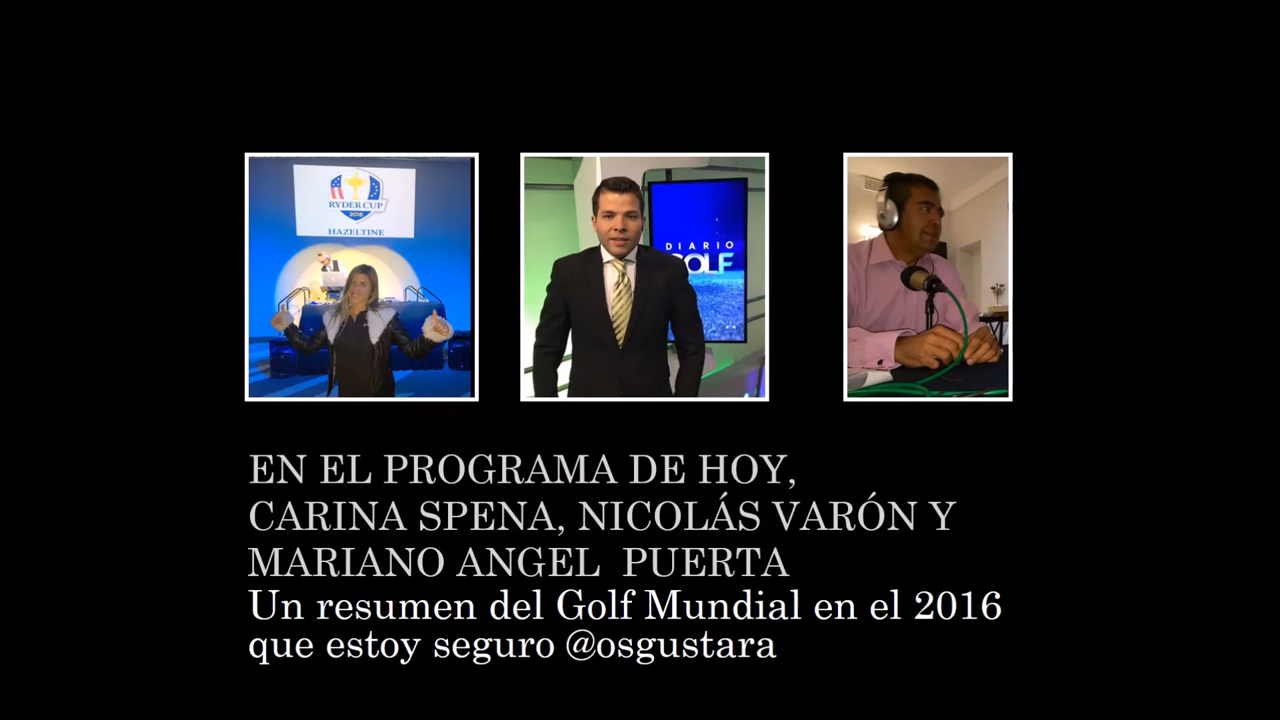 RYDER CUP
2016
HAZELTINE
DIARIO
GOLF
EN EL PROGRAMA DE HOY,
CARINA SPENA, NICOLÁS VARÓN Y
MARIANO ANGEL PUERTA
Un resumen del Golf Mundial en el 2016
que estoy seguro @osgustara